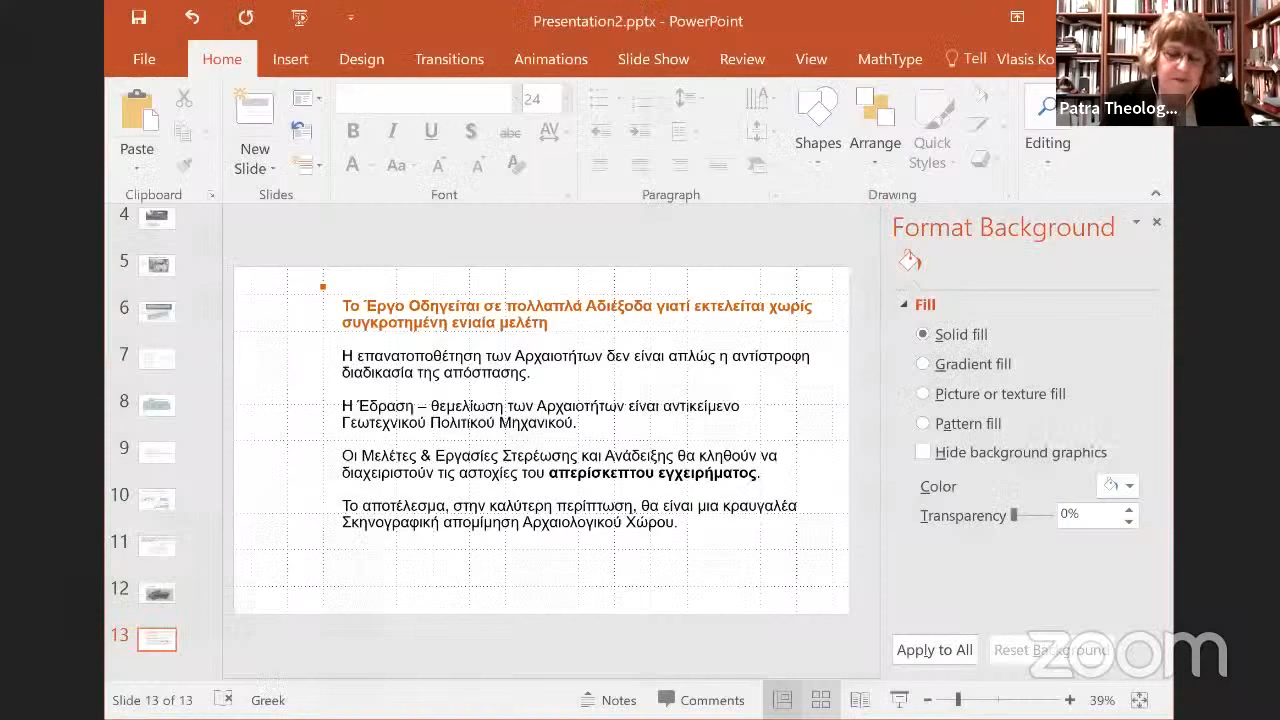 Presentation2.pptx - PowerPoint
File Home Insert Design Transitions Animations Slide Show Review View MathType Tell Vlasis Ko
Patra Theolog...
24
Paste
New
Slide
Shapes
Arrange
Quick
Styles
Editing
B I U S abc AV
A Aa A A
Clipboard Slides Font Paragraph Drawing
4
5
6
7
8
9
10
11
12
13
Το Έργο Οδηγείται σε πολλαπλά Αδιέξοδα γιατί εκτελείται χωρίς
συγκροτημένη ενιαία μελέτη
Η επανατοποθέτηση των Αρχαιοτήτων δεν είναι απλώς η αντίστροφη
διαδικασία της απόσπασης.
Η Έδραση – θεμελίωση των Αρχαιοτήτων είναι αντικείμενο
Γεωτεχνικού Πολιτικού Μηχανικού.
Οι Μελέτες & Εργασίες Στερέωσης και Ανάδειξης θα κληθούν να
διαχειριστούν τις αστοχίες του απερίσκεπτου εγχειρήματος.
Το αποτέλεσμα, στην καλύτερη περίπτωση, θα είναι μια κραυγαλέα
Σκηνογραφική απομίμηση Αρχαιολογικού Χώρου.
Format Background
Fill
Solid fill
Gradient fill
Picture or texture fill
Pattern fill
Hide background graphics
Color
Transparency 0%
Apply to All Reset Background
zoom
Slide 13 of 13 Greek Notes Comments 39%